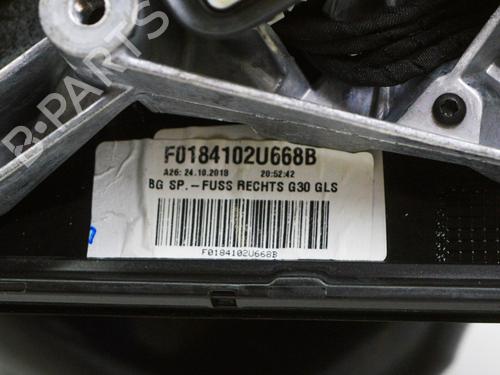 B-PARTS
F0184102U668B
A26: 24.10.2018 20:52:42
BG SP.-FUSS RECHTS G30 GLS
F0184102U668B